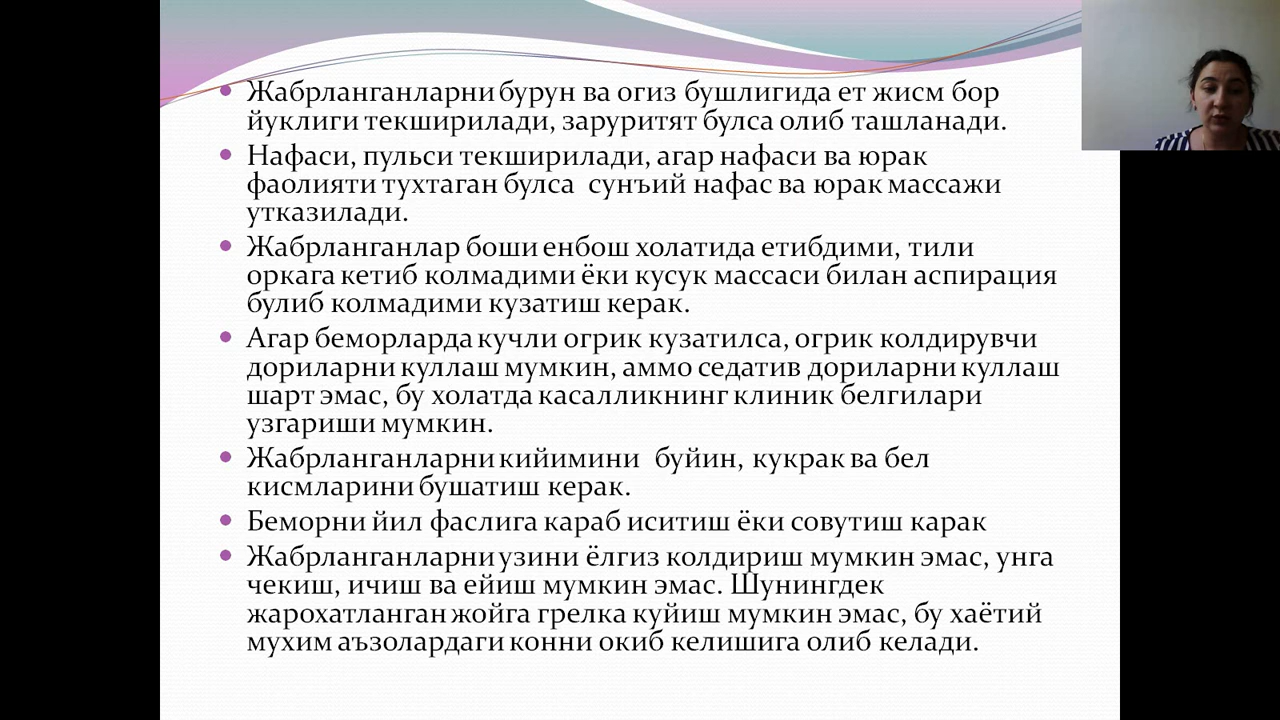 Жабрланганларни бурун ва огиз бушлигида ет жисм бор
йуклиги текширилади, заруритят булса олиб ташланади.
Нафаси, пульси текширилади, агар нафаси ва юрак
фаолияти тухтаган булса сунъий нафас ва юрак массажи
утказилади.
Жабрланганлар боши енбош холатида етибдими, тили
оркага кетиб колмадими ёки кусук массаси билан аспирация
булиб колмадими кузатиш керак.
Агар беморларда кучли огрик кузатилса, огрик колдирувчи
дориларни куллаш мумкин, аммо седатив дориларни куллаш
шарт эмас, бу холатда касалликнинг клиник белгилари
узгариши мумкин.
Жабрланганларни кийимини буйин, кукрак ва бел
кисмларини бушатиш керак.
Беморни йил фаслига караб иситиш ёки совутиш карак
Жабрланганларни узини ёлгиз колдириш мумкин эмас, унга
чекиш, ичиш ва ейиш мумкин эмас. Шунингдек
жарохатланган жойга грелка куйиш мумкин эмас, бу хаётий
мухим аъзолардаги конни окиб келишига олиб келади.